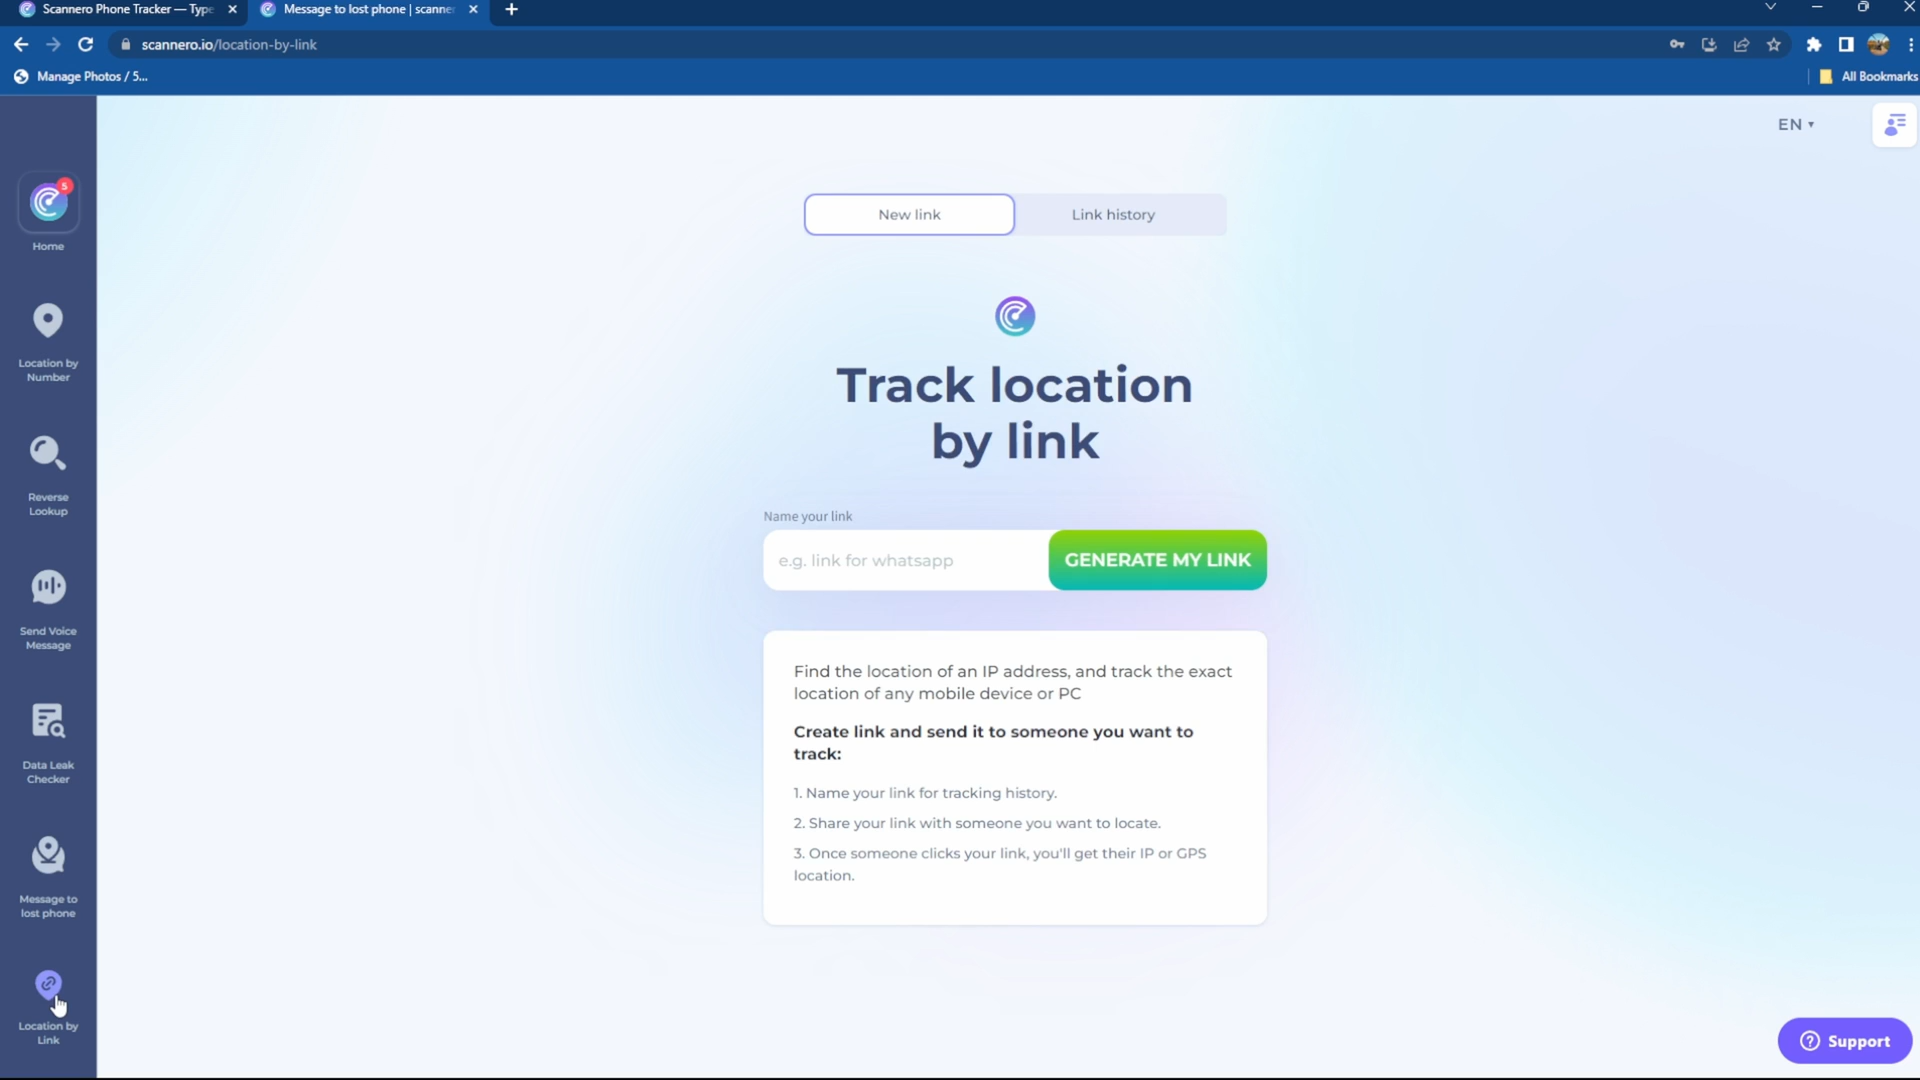 Scannero Phone Tracker — Type
Message to lost phone | scanner
scannero.io/location-by-link
Manage Photos / 5...
All Bookmarks
EN
5
Home
Location by
Number
Reverse
Lookup
Send Voice
Message
Data Leak
Checker
Message to
lost phone
Location by
Link
New link
Link history
Track location
by link
Name your link
e.g. link for whatsapp
GENERATE MY LINK
Find the location of an IP address, and track the exact
location of any mobile device or PC
Create link and send it to someone you want to
track:
1. Name your link for tracking history.
2. Share your link with someone you want to locate.
3. Once someone clicks your link, you'll get their IP or GPS
location.
Support